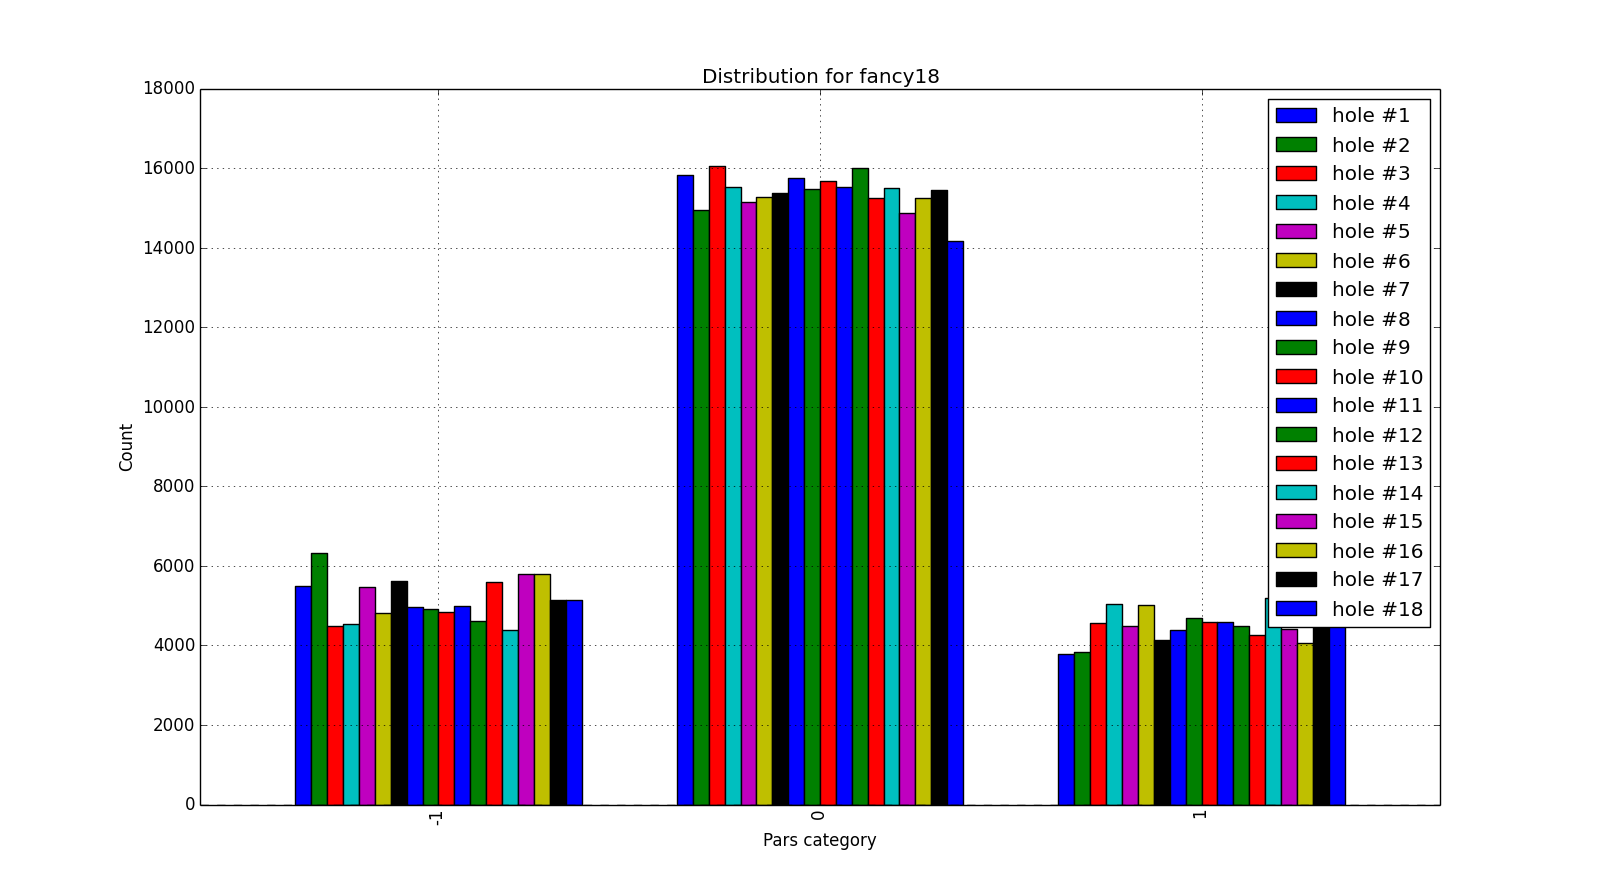 Distribution for fancy18
18000
16000
14000
12000
10000
8000
6000
4000
2000
0
Count
-1
0
1
Pars category
hole #1
hole #2
hole #3
hole #4
hole #5
hole #6
hole #7
hole #8
hole #9
hole #10
hole #11
hole #12
hole #13
hole #14
hole #15
hole #16
hole #17
hole #18